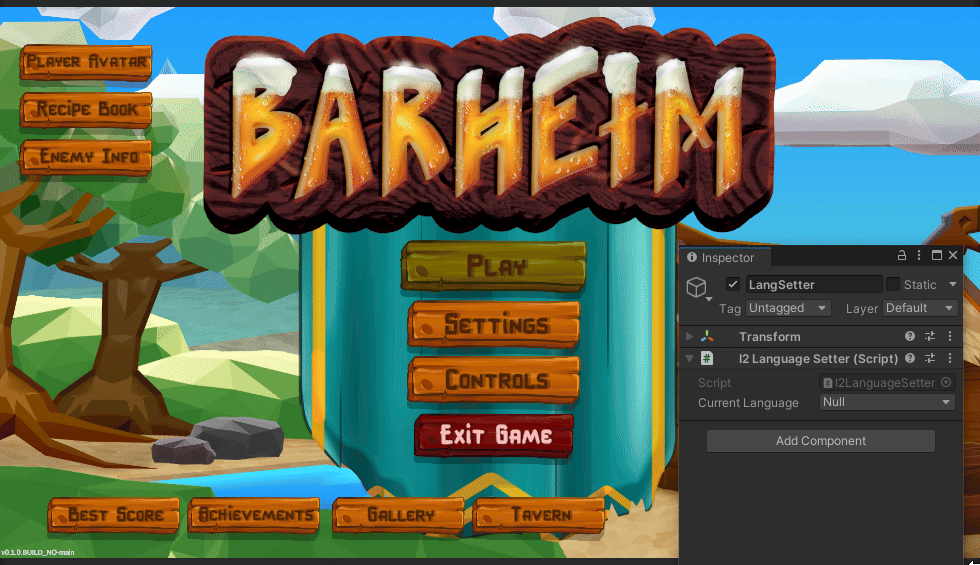 PLAYER AVATAR
RECIPE BOOK
ENEMY INFO
BARHEIM
PLAY
SETTINGS
CONTROLS
EXIT GAME
BEST SCORE
ACHIEVEMENTS
GALLERY
TAVERN
v0.1.0.BUILD_NO-main
Inspector
LangSetter
Static
Tag Untagged Layer Default
Transform
I2 Language Setter (Script)
Script I2LanguageSetter
Current Language Null
Add Component